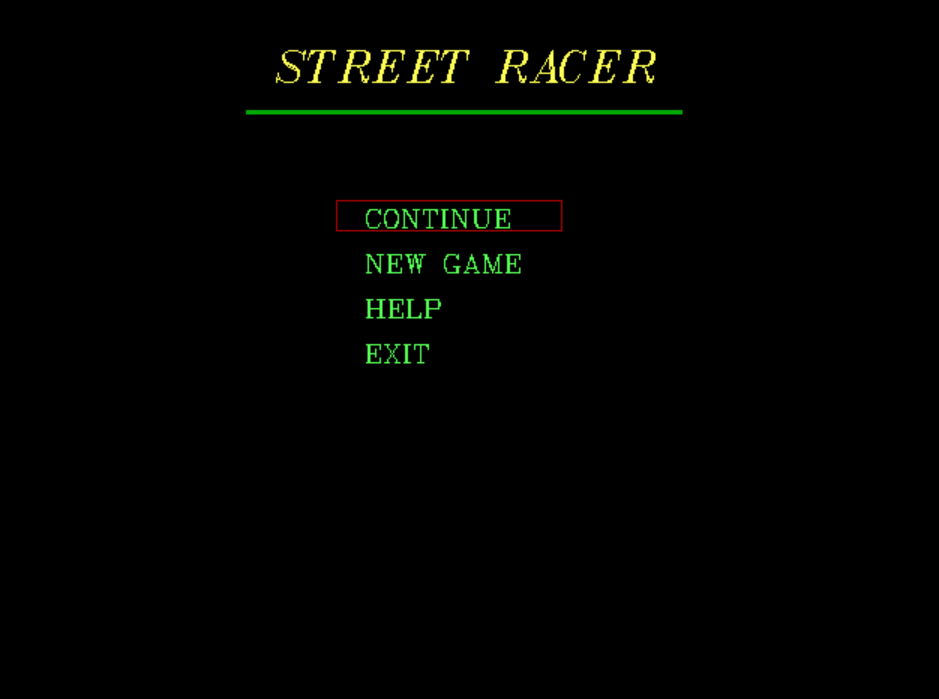 STREET RACER
CONTINUE
NEW GAME
HELP
EXIT